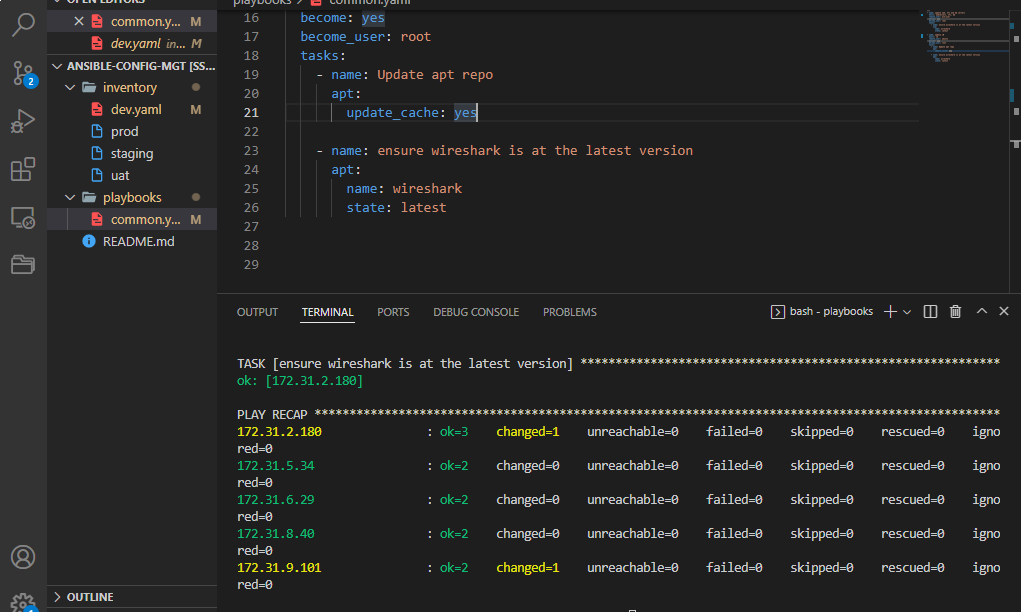 OPEN EDITORS
common.y... M
dev.yaml in... M
ANSIBLE-CONFIG-MGT [SS...
inventory
dev.yaml M
prod
staging
uat
playbooks
common.y... M
README.md
OUTLINE
2
playbooks > common.yaml
16 become: yes
17 become_user: root
18 tasks:
19 - name: Update apt repo
20 apt:
21 update_cache: yes
22
23 - name: ensure wireshark is at the latest version
24 apt:
25 name: wireshark
26 state: latest
27
28
29
OUTPUT TERMINAL PORTS DEBUG CONSOLE PROBLEMS bash - playbooks
TASK [ensure wireshark is at the latest version] ************************************************************
ok: [172.31.2.180]
PLAY RECAP **************************************************************************************************
172.31.2.180 : ok=3 changed=1 unreachable=0 failed=0 skipped=0 rescued=0 igno
red=0
172.31.5.34 : ok=2 changed=0 unreachable=0 failed=0 skipped=0 rescued=0 igno
red=0
172.31.6.29 : ok=2 changed=0 unreachable=0 failed=0 skipped=0 rescued=0 igno
red=0
172.31.8.40 : ok=2 changed=0 unreachable=0 failed=0 skipped=0 rescued=0 igno
red=0
172.31.9.101 : ok=2 changed=1 unreachable=0 failed=0 skipped=0 rescued=0 igno
red=0